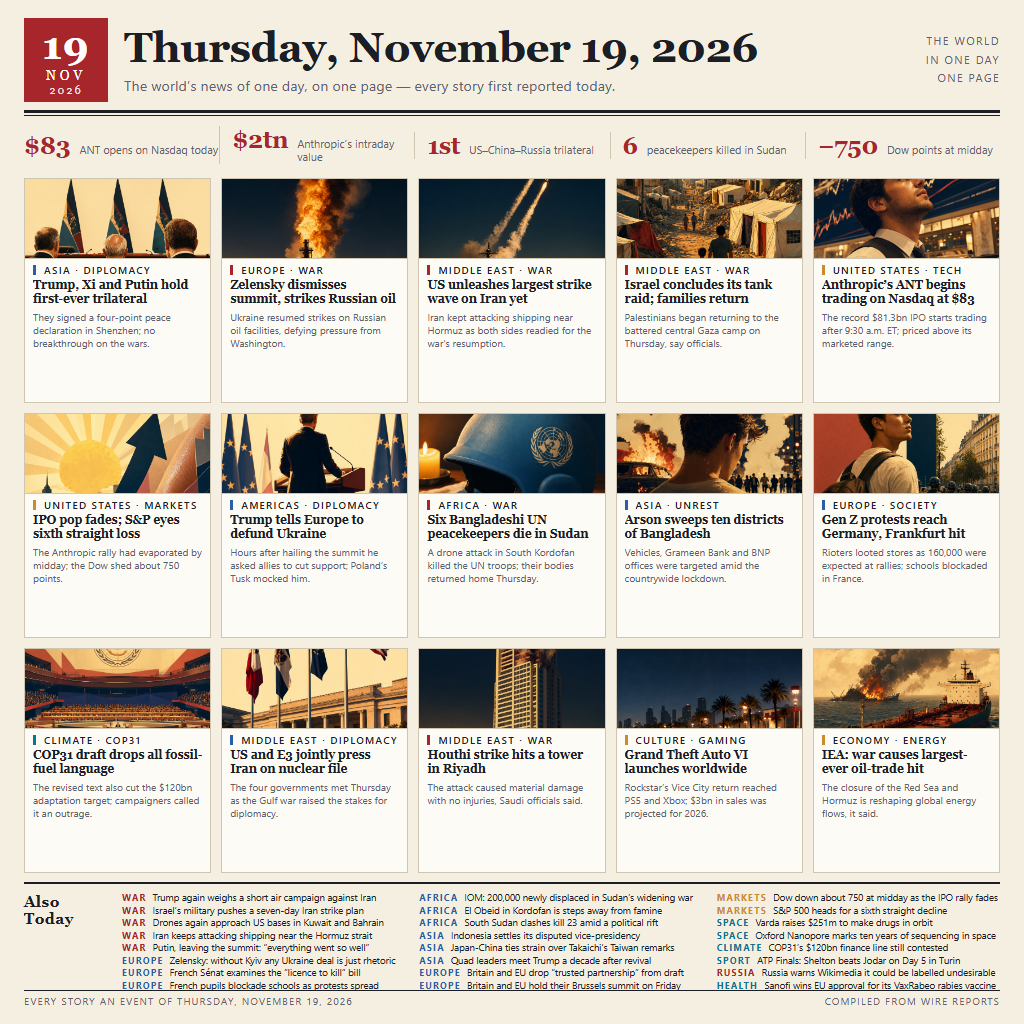 19
NOV
2026
Thursday, November 19, 2026
The world's news of one day, on one page — every story first reported today.
THE WORLD
IN ONE DAY
ONE PAGE
$83 ANT opens on Nasdaq today
$2tn Anthropic's intraday
value
1st US–China–Russia trilateral
6 peacekeepers killed in Sudan
−750 Dow points at midday
ASIA · DIPLOMACY
Trump, Xi and Putin hold
first-ever trilateral
They signed a four-point peace
declaration in Shenzhen; no
breakthrough on the wars.
EUROPE · WAR
Zelensky dismisses
summit, strikes Russian oil
Ukraine resumed strikes on Russian
oil facilities, defying pressure from
Washington.
MIDDLE EAST · WAR
US unleashes largest strike
wave on Iran yet
Iran kept attacking shipping near
Hormuz as both sides readied for the
war's resumption.
MIDDLE EAST · WAR
Israel concludes its tank
raid; families return
Palestinians began returning to the
battered central Gaza camp on
Thursday, say officials.
UNITED STATES · TECH
Anthropic's ANT begins
trading on Nasdaq at $83
The record $81.3bn IPO starts trading
after 9:30 a.m. ET; priced above its
marketed range.
UNITED STATES · MARKETS
IPO pop fades; S&P eyes
sixth straight loss
The Anthropic rally had evaporated by
midday; the Dow shed about 750
points.
AMERICAS · DIPLOMACY
Trump tells Europe to
defund Ukraine
Hours after hailing the summit he
asked allies to cut support; Poland's
Tusk mocked him.
AFRICA · WAR
Six Bangladeshi UN
peacekeepers die in Sudan
A drone attack in South Kordofan
killed the UN troops; their bodies
returned home Thursday.
ASIA · UNREST
Arson sweeps ten districts
of Bangladesh
Vehicles, Grameen Bank and BNP
offices were targeted amid the
countrywide lockdown.
EUROPE · SOCIETY
Gen Z protests reach
Germany, Frankfurt hit
Rioters looted stores as 160,000 were
expected at rallies; schools blockaded
in France.
CLIMATE · COP31
COP31 draft drops all fossil-
fuel language
The revised text also cut the $120bn
adaptation target; campaigners called
it an outrage.
MIDDLE EAST · DIPLOMACY
US and E3 jointly press
Iran on nuclear file
The four governments met Thursday
as the Gulf war raised the stakes for
diplomacy.
MIDDLE EAST · WAR
Houthi strike hits a tower
in Riyadh
The attack caused material damage
with no injuries, Saudi officials said.
CULTURE · GAMING
Grand Theft Auto VI
launches worldwide
Rockstar's Vice City return reached
PS5 and Xbox; $3bn in sales was
projected for 2026.
ECONOMY · ENERGY
IEA: war causes largest-
ever oil-trade hit
The closure of the Red Sea and
Hormuz is reshaping global energy
flows, it said.
Also
Today
WAR Trump again weighs a short air campaign against Iran
WAR Israel's military pushes a seven-day Iran strike plan
WAR Drones again approach US bases in Kuwait and Bahrain
WAR Iran keeps attacking shipping near the Hormuz strait
WAR Putin, leaving the summit: "everything went so well"
EUROPE Zelensky: without Kyiv any Ukraine deal is just rhetoric
EUROPE French Sénat examines the "licence to kill" bill
EUROPE French pupils blockade schools as protests spread
AFRICA IOM: 200,000 newly displaced in Sudan's widening war
AFRICA El Obeid in Kordofan is steps away from famine
AFRICA South Sudan clashes kill 23 amid a political rift
ASIA Indonesia settles its disputed vice-presidency
ASIA Japan-China ties strain over Takaichi's Taiwan remarks
ASIA Quad leaders meet Trump a decade after revival
EUROPE Britain and EU drop "trusted partnership" from draft
EUROPE Britain and EU hold their Brussels summit on Friday
MARKETS Dow down about 750 at midday as the IPO rally fades
MARKETS S&P 500 heads for a sixth straight decline
SPACE Varda raises $251m to make drugs in orbit
SPACE Oxford Nanopore marks ten years of sequencing in space
CLIMATE COP31's $120bn finance line still contested
SPORT ATP Finals: Shelton beats Jodar on Day 5 in Turin
RUSSIA Russia warns Wikimedia it could be labelled undesirable
HEALTH Sanofi wins EU approval for its VaxRabeo rabies vaccine
EVERY STORY AN EVENT OF THURSDAY, NOVEMBER 19, 2026
COMPILED FROM WIRE REPORTS